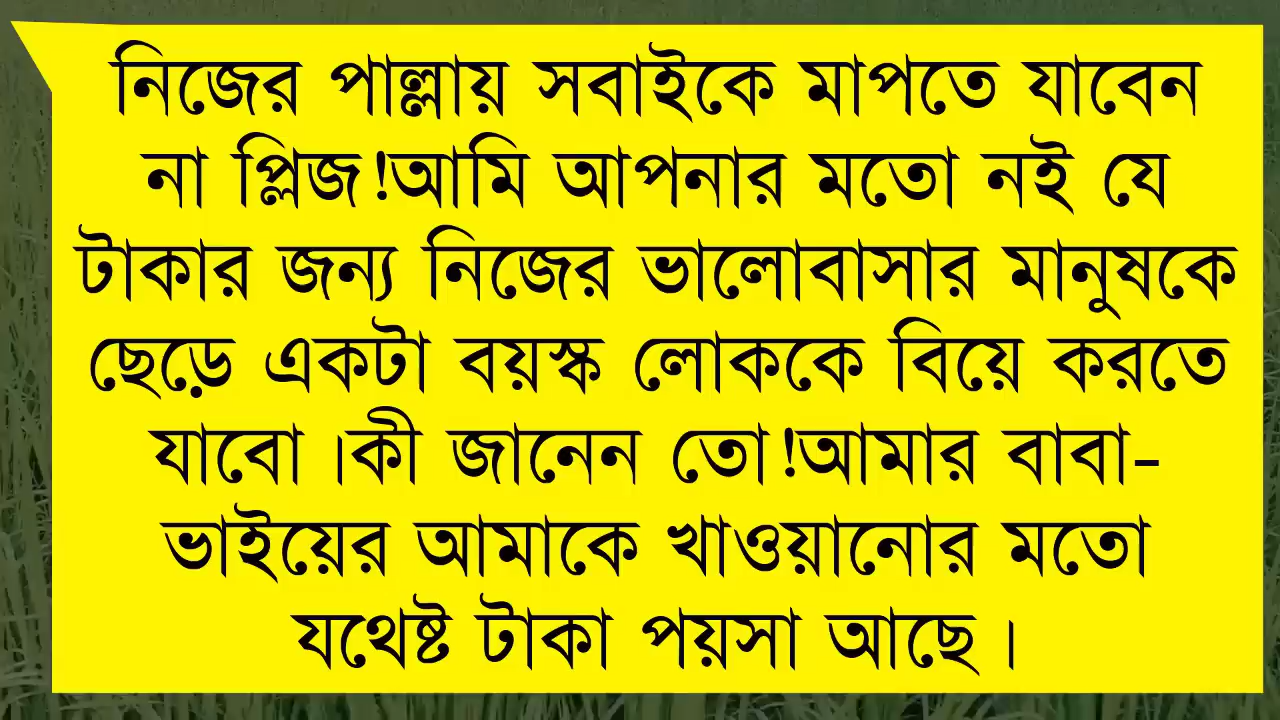 নিজের পাল্লায় সবাইকে মাপতে যাবেন
না প্লিজ!আমি আপনার মতো নই যে
টাকার জন্য নিজের ভালোবাসার মানুষকে
ছেড়ে একটা বয়স্ক লোককে বিয়ে করতে
যাবো।কী জানেন তো!আমার বাবা-
ভাইয়ের আমাকে খাওয়ানোর মতো
যথেষ্ট টাকা পয়সা আছে।